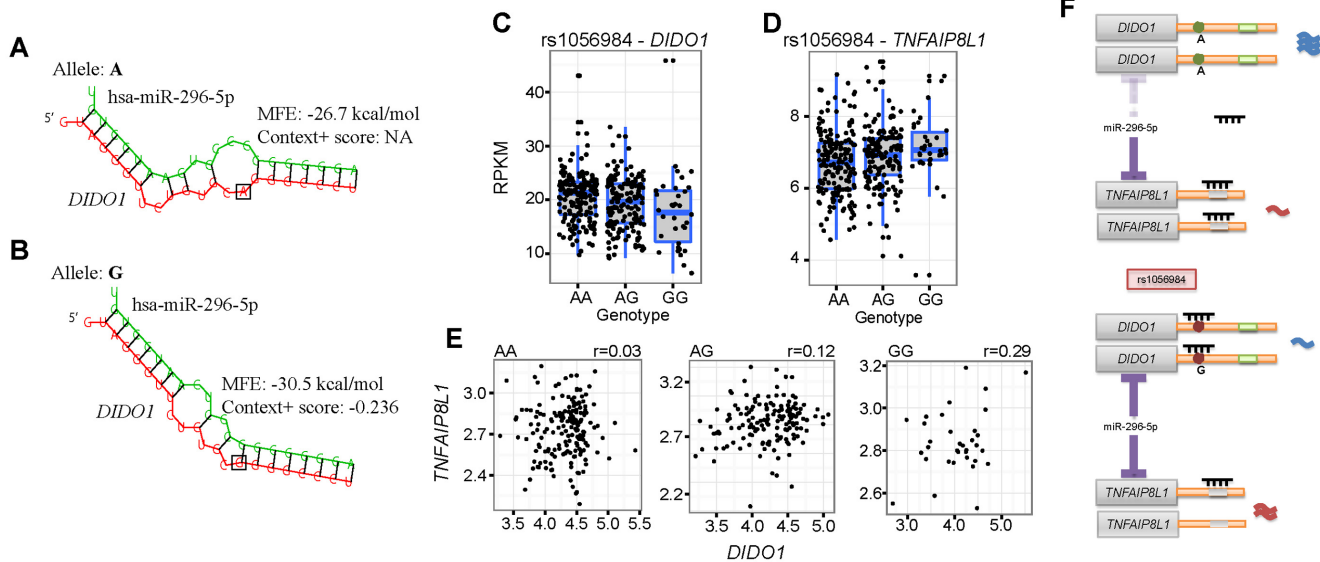 A
Allele: A
hsa-miR-296-5p
MFE: -26.7 kcal/mol
Context+ score: NA
5'
DIDO1
B
Allele: G
hsa-miR-296-5p
5'
MFE: -30.5 kcal/mol
Context+ score: -0.236
DIDO1
C
rs1056984 - DIDO1
RPKM
40
30
20
10
AA AG GG
Genotype
D
rs1056984 - TNFAIP8L1
8
6
4
AA AG GG
Genotype
E
TNFAIP8L1
AA r=0.03
3.0
2.7
2.4
3.5 4.0 4.5 5.0 5.5
AG r=0.12
3.2
2.7
2.2
3.5 4.0 4.5 5.0
GG r=0.29
3.2
3.0
2.8
2.6
3.0 4.0 5.0
DIDO1
F
DIDO1
A
DIDO1
A
miR-296-5p
TNFAIP8L1
TNFAIP8L1
rs1056984
DIDO1
DIDO1
G
miR-296-5p
TNFAIP8L1
TNFAIP8L1